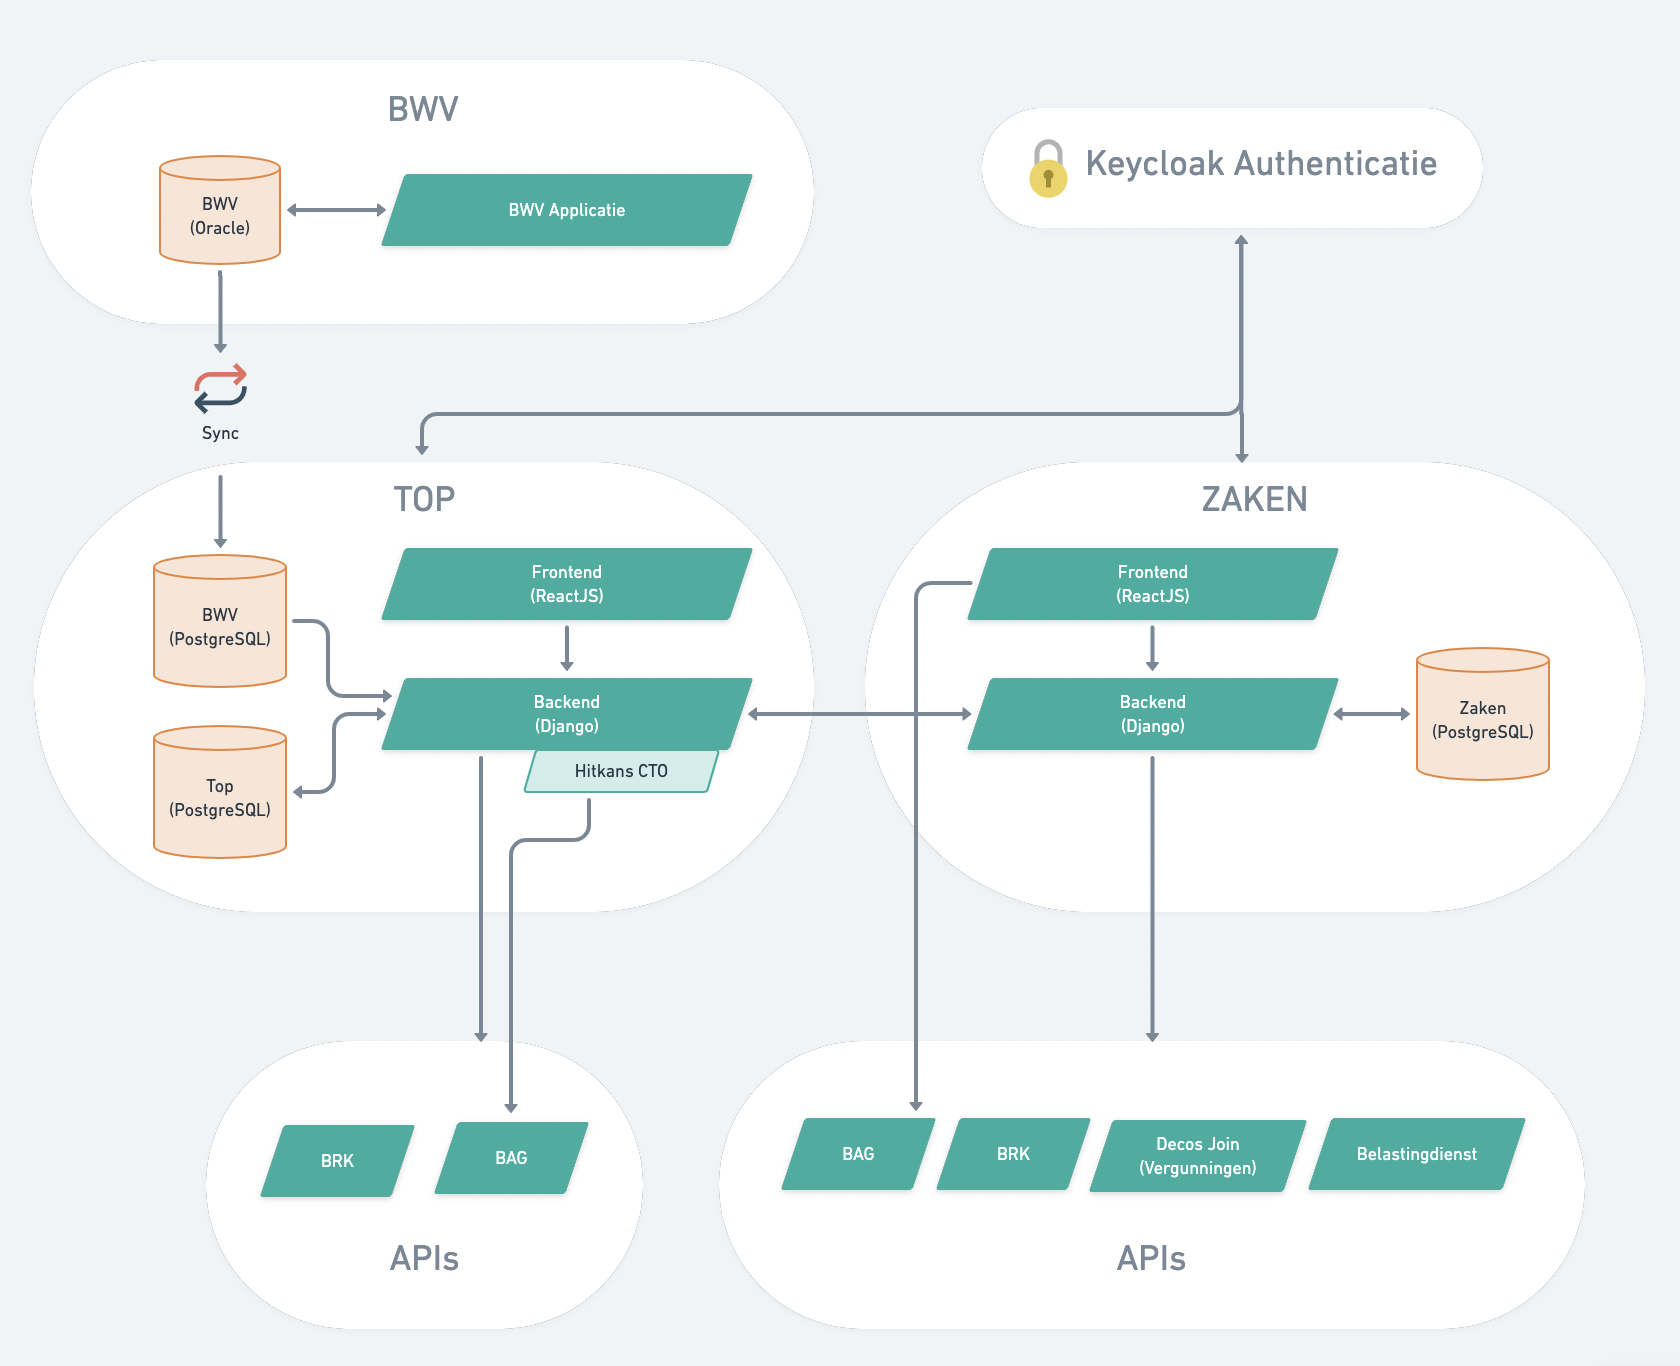 BWV
BWV
(Oracle)
BWV Applicatie
Keycloak Authenticatie
Sync
TOP
Frontend
(ReactJS)
BWV
(PostgreSQL)
Backend
(Django)
Hitkans CTO
Top
(PostgreSQL)
ZAKEN
Frontend
(ReactJS)
Backend
(Django)
Zaken
(PostgreSQL)
BRK
BAG
APIs
BAG
BRK
Decos Join
(Vergunningen)
Belastingdienst
APIs